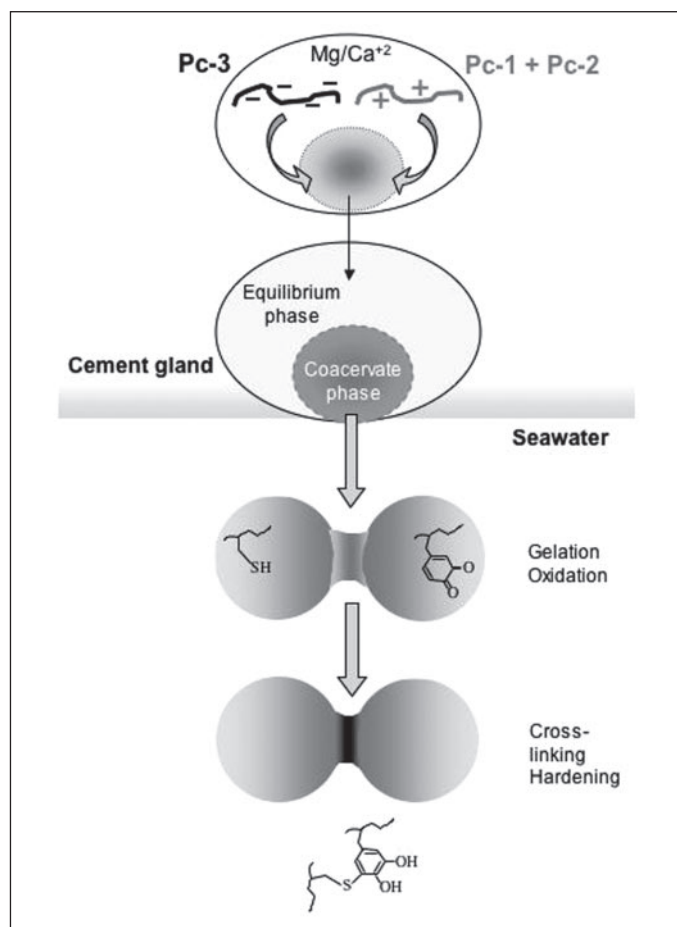 Mg/Ca⁺²
Pc-3
Pc-1 + Pc-2
− − − −
+ +
Equilibrium
phase
Cement gland
Coacervate
phase
Seawater
SH
O
O
Gelation
Oxidation
Cross-
linking
Hardening
S
OH
OH